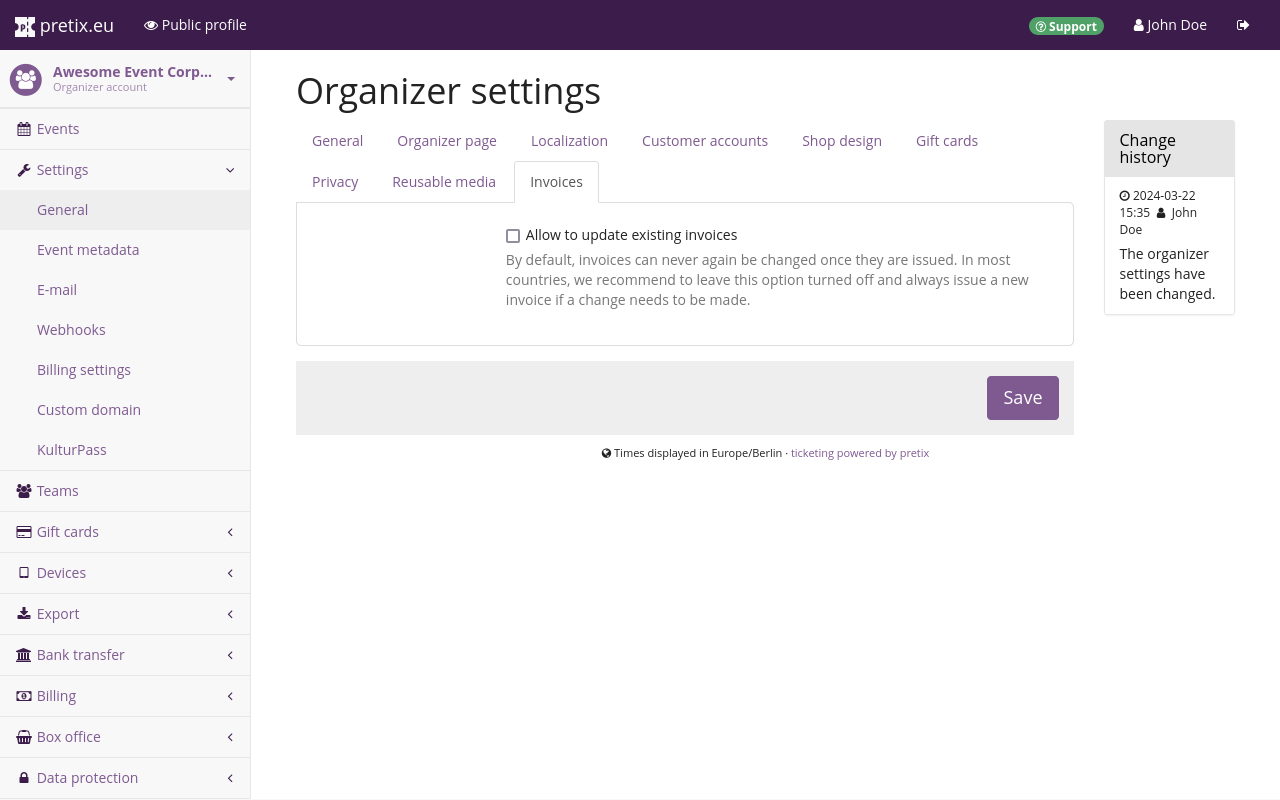 pretix.eu
Public profile
Support
John Doe
Awesome Event Corp...
Organizer account
Events
Settings
General
Event metadata
E-mail
Webhooks
Billing settings
Custom domain
KulturPass
Teams
Gift cards
Devices
Export
Bank transfer
Billing
Box office
Data protection
Organizer settings
General Organizer page Localization Customer accounts Shop design Gift cards
Privacy Reusable media Invoices
Allow to update existing invoices
By default, invoices can never again be changed once they are issued. In most
countries, we recommend to leave this option turned off and always issue a new
invoice if a change needs to be made.
Save
Times displayed in Europe/Berlin · ticketing powered by pretix
Change
history
2024-03-22
15:35 John
Doe
The organizer
settings have
been changed.